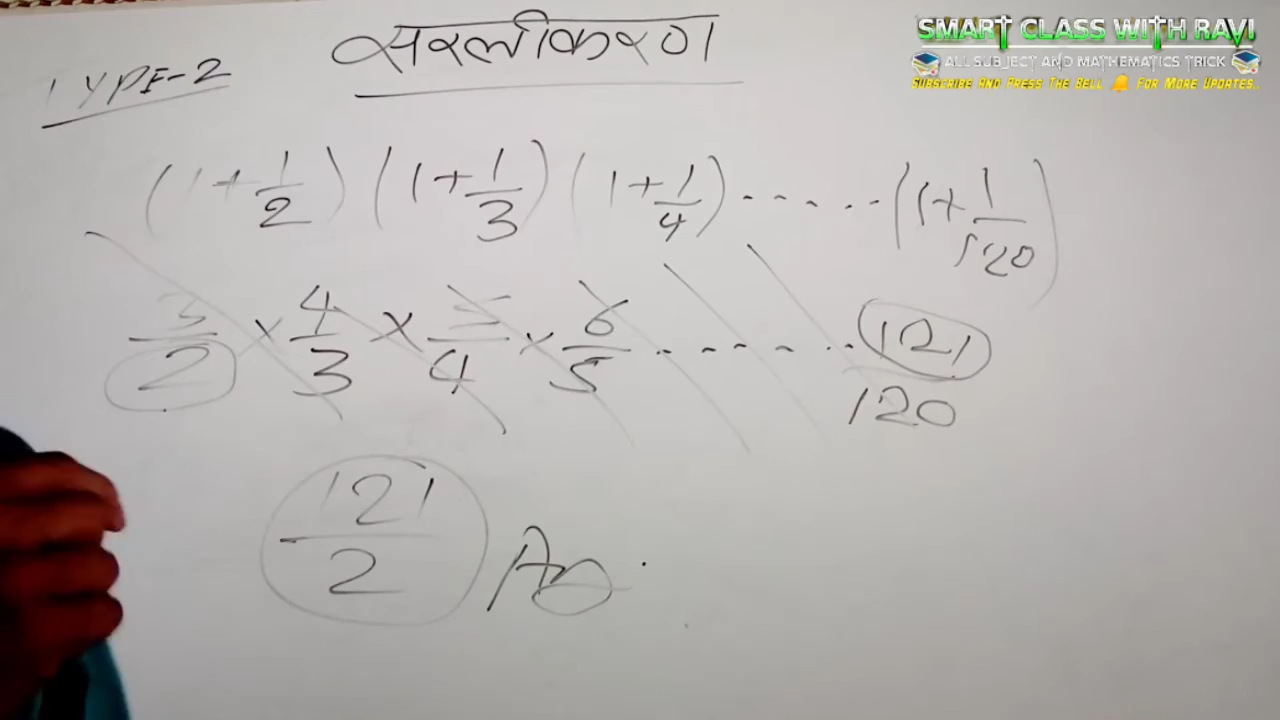 SMART CLASS WITH RAVI
ALL SUBJECT AND MATHEMATICS TRICK
SUBSCRIBE AND PRESS THE BELL 🔔 FOR MORE UPDATES..
TYPE-2
सरलीकरण
(1+1/2) (1+1/3) (1+1/4) ------ (1+1/120)
3/2 × 4/3 × 5/4 × 6/5 ------ 121/120
121/2 Ans